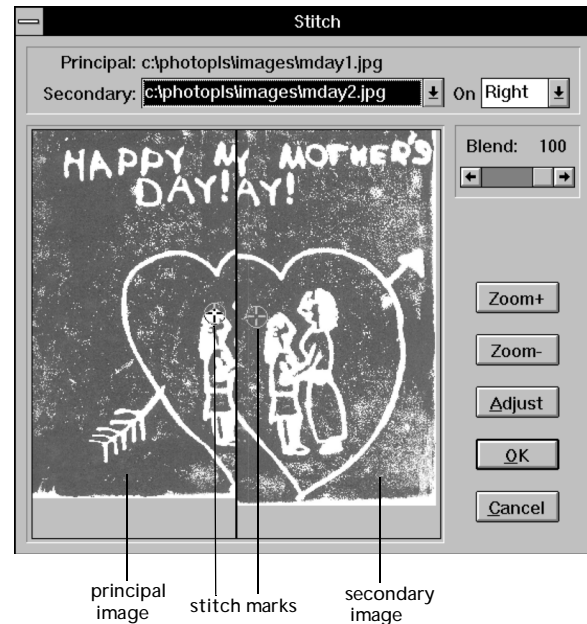 Stitch
Principal: c:\photopls\images\mday1.jpg
Secondary: c:\photopls\images\mday2.jpg On Right
Blend: 100
HAPPY MY MOTHER'S
DAY!AY!
Zoom+
Zoom-
Adjust
OK
Cancel
principal image
stitch marks
secondary image